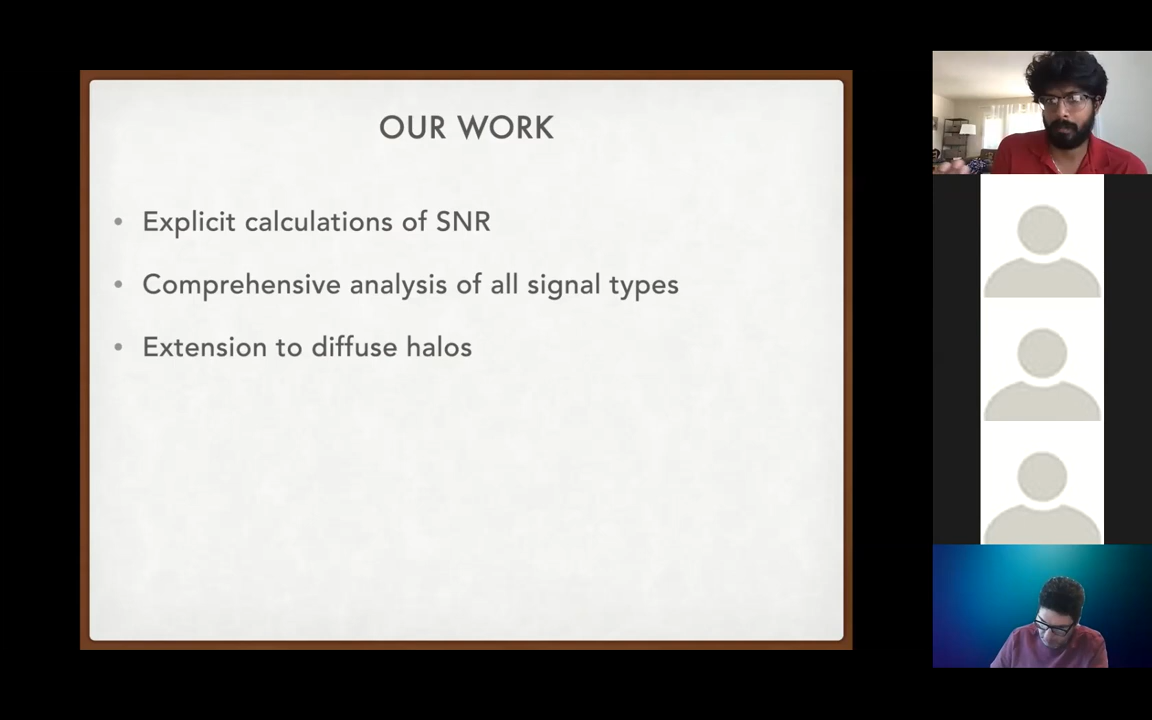 OUR WORK
• Explicit calculations of SNR
• Comprehensive analysis of all signal types
• Extension to diffuse halos